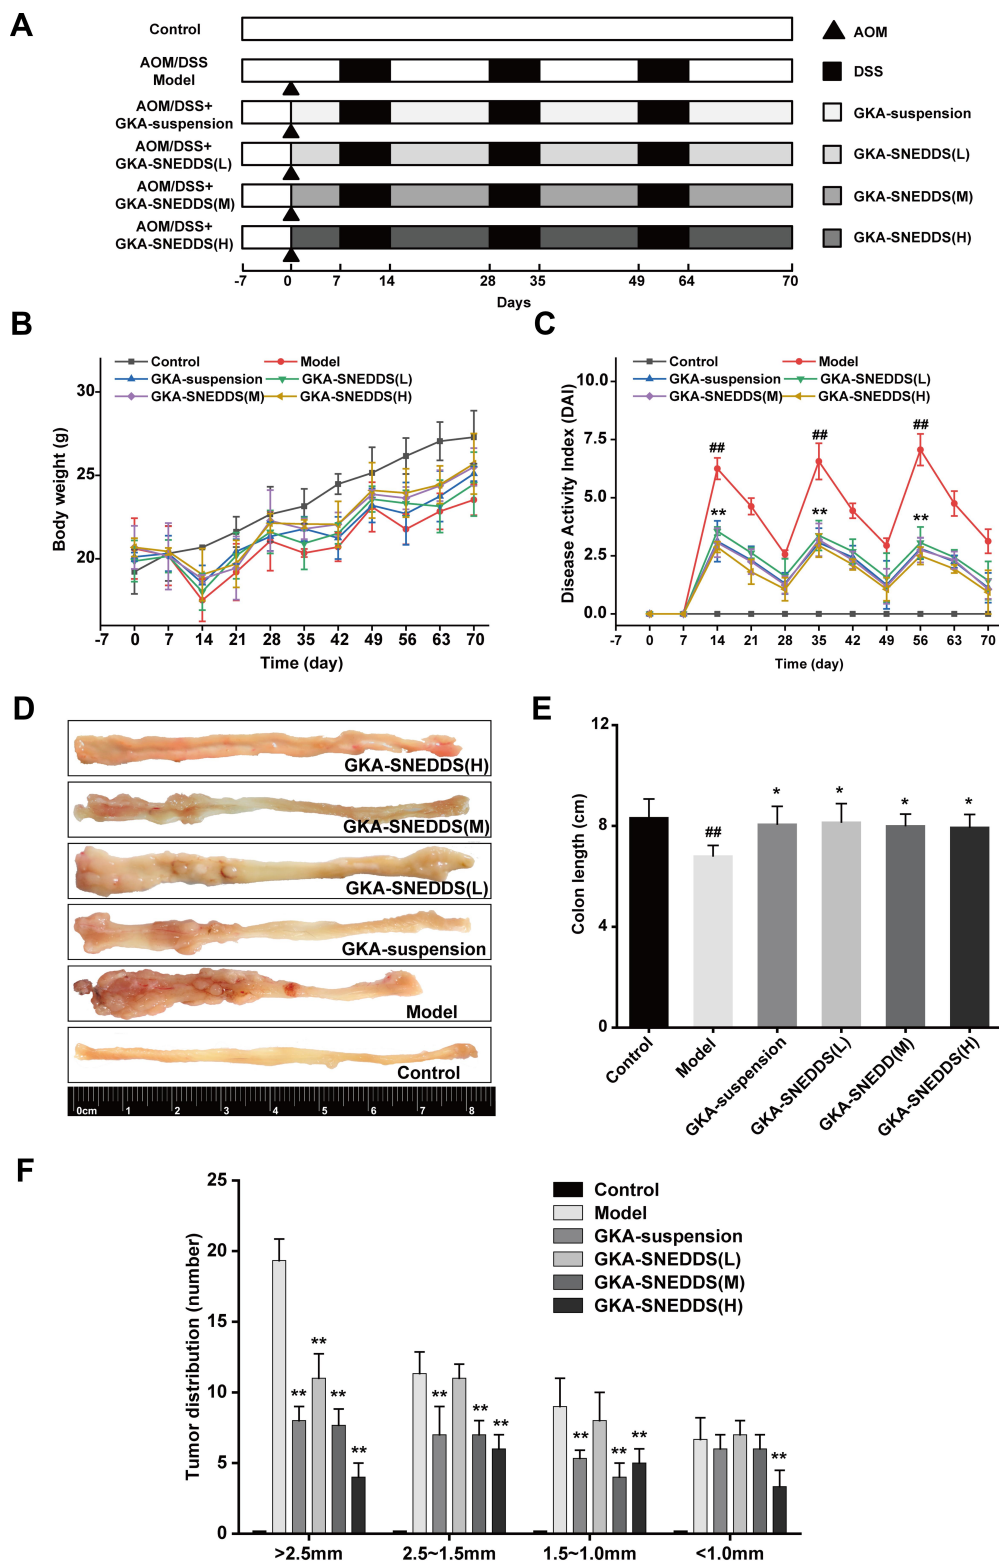 A
Control
AOM/DSS
Model
AOM/DSS+
GKA-suspension
AOM/DSS+
GKA-SNEDDS(L)
AOM/DSS+
GKA-SNEDDS(M)
AOM/DSS+
GKA-SNEDDS(H)
AOM
DSS
GKA-suspension
GKA-SNEDDS(L)
GKA-SNEDDS(M)
GKA-SNEDDS(H)
-7 0 7 14 28 35 49 64 70
Days
B
Control Model
GKA-suspension GKA-SNEDDS(L)
GKA-SNEDDS(M) GKA-SNEDDS(H)
Body weight (g)
30
25
20
-7 0 7 14 21 28 35 42 49 56 63 70
Time (day)
C
Control Model
GKA-suspension GKA-SNEDDS(L)
GKA-SNEDDS(M) GKA-SNEDDS(H)
Disease Activity Index (DAI)
10.0
7.5
5.0
2.5
0.0
## ## ##
** ** **
-7 0 7 14 21 28 35 42 49 56 63 70
Time (day)
D
GKA-SNEDDS(H)
GKA-SNEDDS(M)
GKA-SNEDDS(L)
GKA-suspension
Model
Control
0cm 1 2 3 4 5 6 7 8
E
Colon length (cm)
12
8
4
0
## * * * *
Control
Model
GKA-suspension
GKA-SNEDDS(L)
GKA-SNEDD(M)
GKA-SNEDDS(H)
F
Tumor distribution (number)
25
20
15
10
5
0
Control
Model
GKA-suspension
GKA-SNEDDS(L)
GKA-SNEDDS(M)
GKA-SNEDDS(H)
** ** ** **
** ** **
** ** **
**
>2.5mm 2.5~1.5mm 1.5~1.0mm <1.0mm